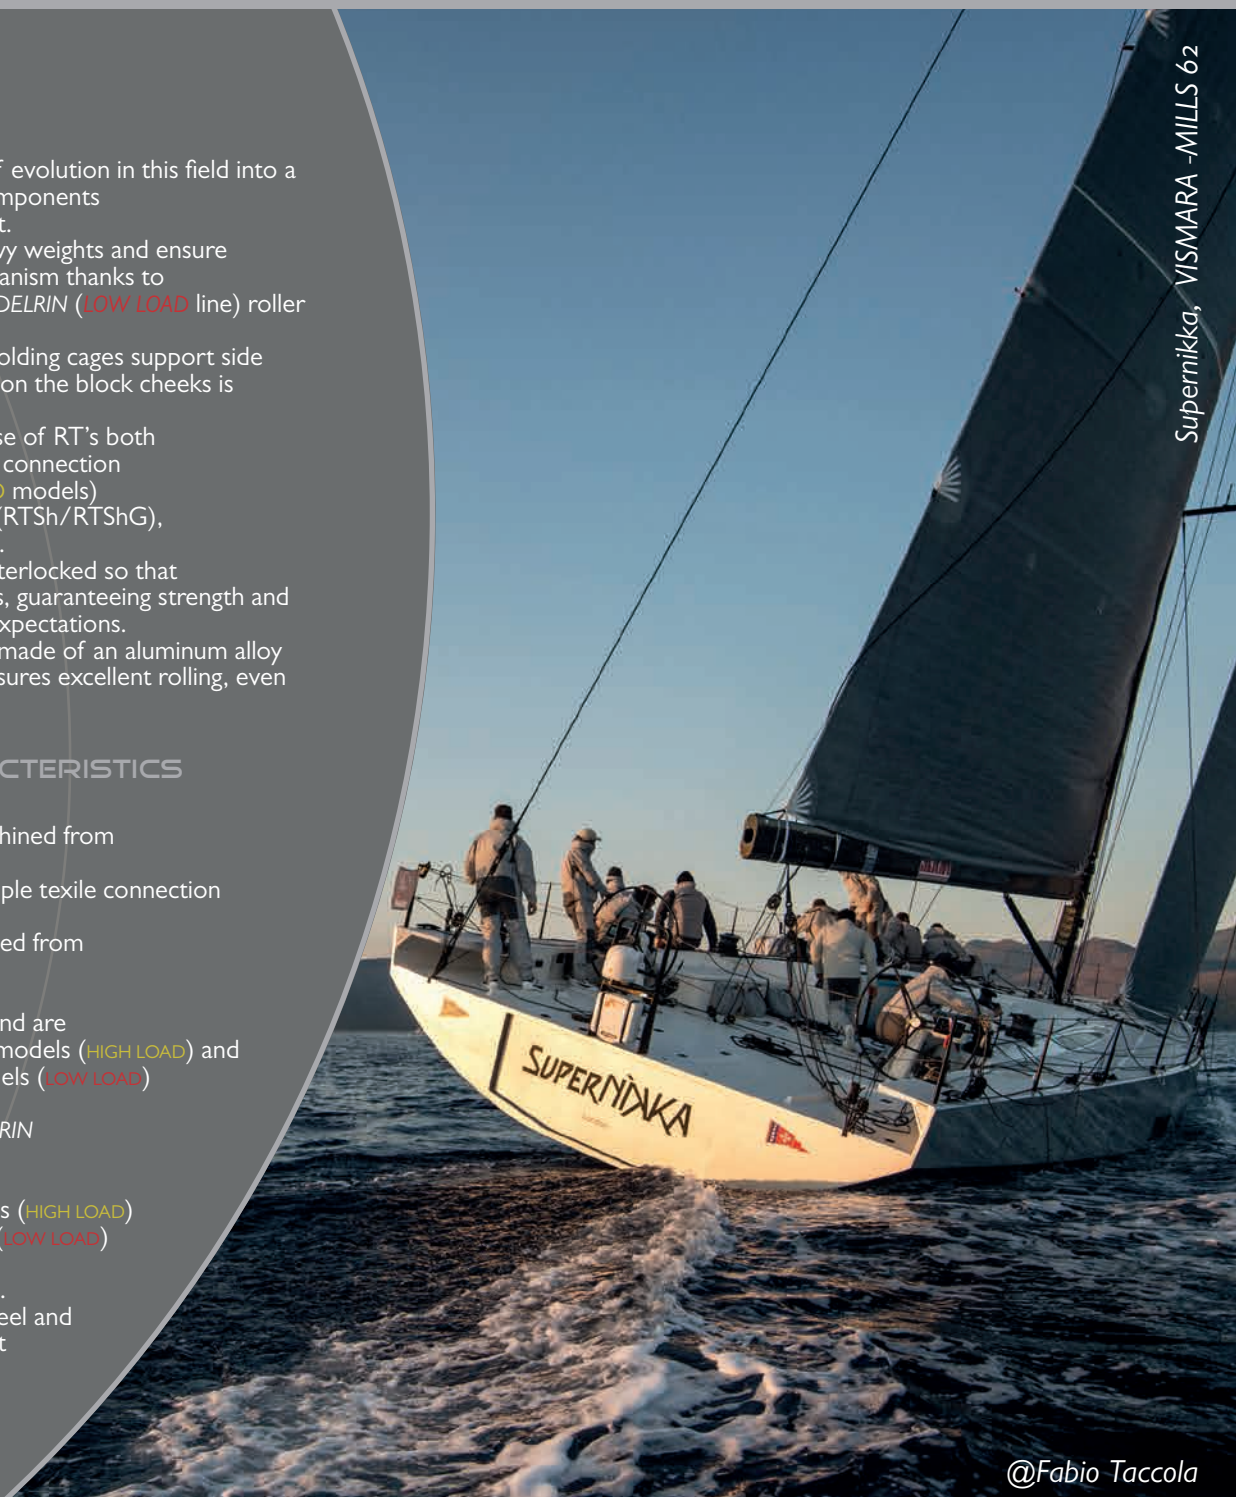 evolution in this field into a
mponents
t.
vy weights and ensure
anism thanks to
DELRIN (LOW LOAD line) roller
olding cages support side
on the block cheeks is
se of RT's both
connection
models)
(RTSh/RTShG),
.
terlocked so that
s, guaranteeing strength and
xpectations.
made of an aluminum alloy
sures excellent rolling, even
CTERISTICS
hined from
ple texile connection
ed from
nd are
models (HIGH LOAD) and
els (LOW LOAD)
RIN
s (HIGH LOAD)
(LOW LOAD)
.
eel and
t
Supernikka, VISMARA -MILLS 62
SUPERNIKKA
@Fabio Taccola